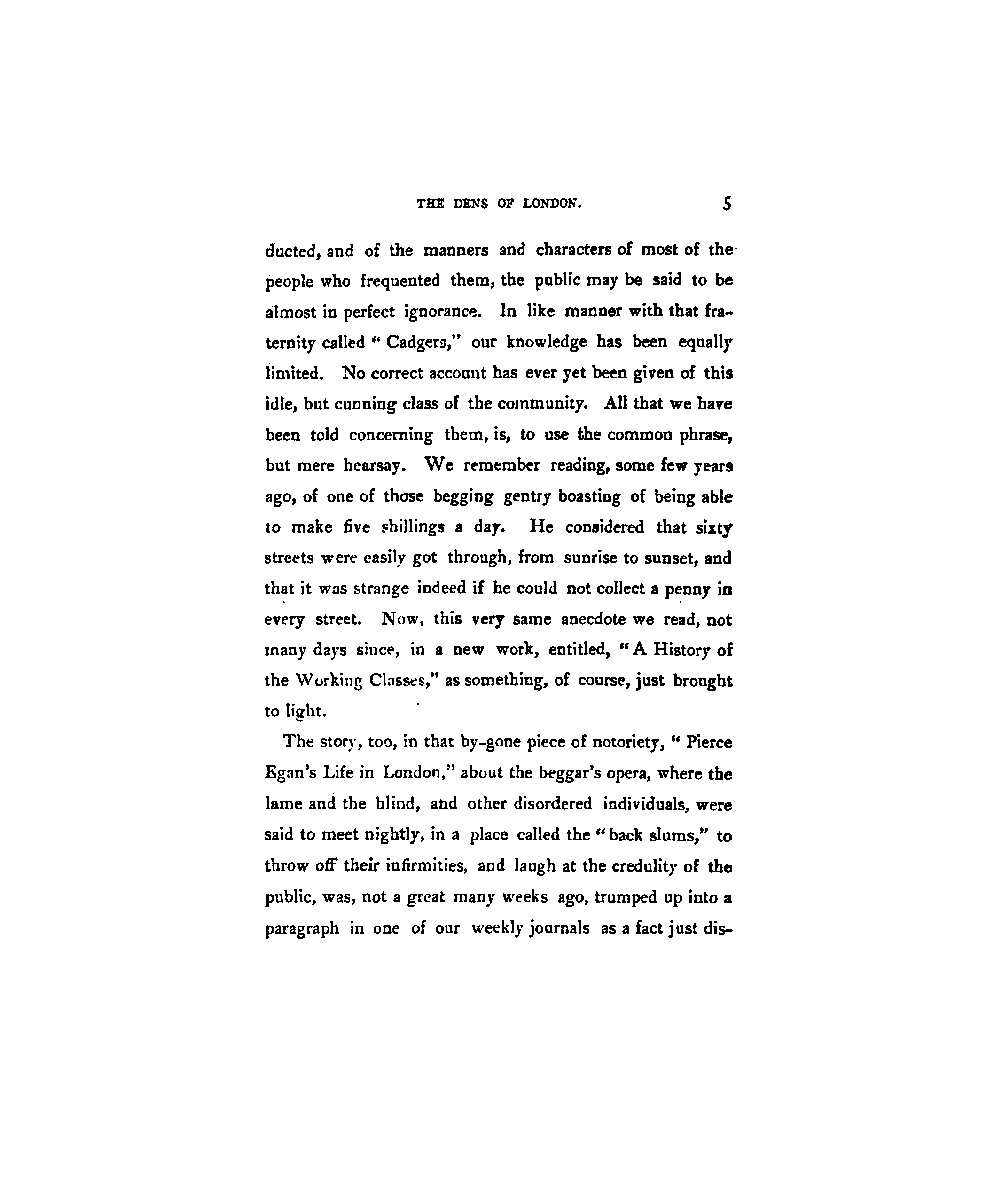 THE DENS OF LONDON. 5
ducted, and of the manners and characters of most of the
people who frequented them, the public may be said to be
almost in perfect ignorance. In like manner with that fra-
ternity called “ Cadgers,” our knowledge has been equally
limited. No correct account has ever yet been given of this
idle, but cunning class of the community. All that we have
been told concerning them, is, to use the common phrase,
but mere hearsay. We remember reading, some few years
ago, of one of those begging gentry boasting of being able
to make five shillings a day. He considered that sixty
streets were easily got through, from sunrise to sunset, and
that it was strange indeed if he could not collect a penny in
every street. Now, this very same anecdote we read, not
many days since, in a new work, entitled, “A History of
the Working Classes,” as something, of course, just brought
to light.
The story, too, in that by-gone piece of notoriety, “ Pierce
Egan’s Life in London,” about the beggar’s opera, where the
lame and the blind, and other disordered individuals, were
said to meet nightly, in a place called the “back slums,” to
throw off their infirmities, and laugh at the credulity of the
public, was, not a great many weeks ago, trumped up into a
paragraph in one of our weekly journals as a fact just dis-